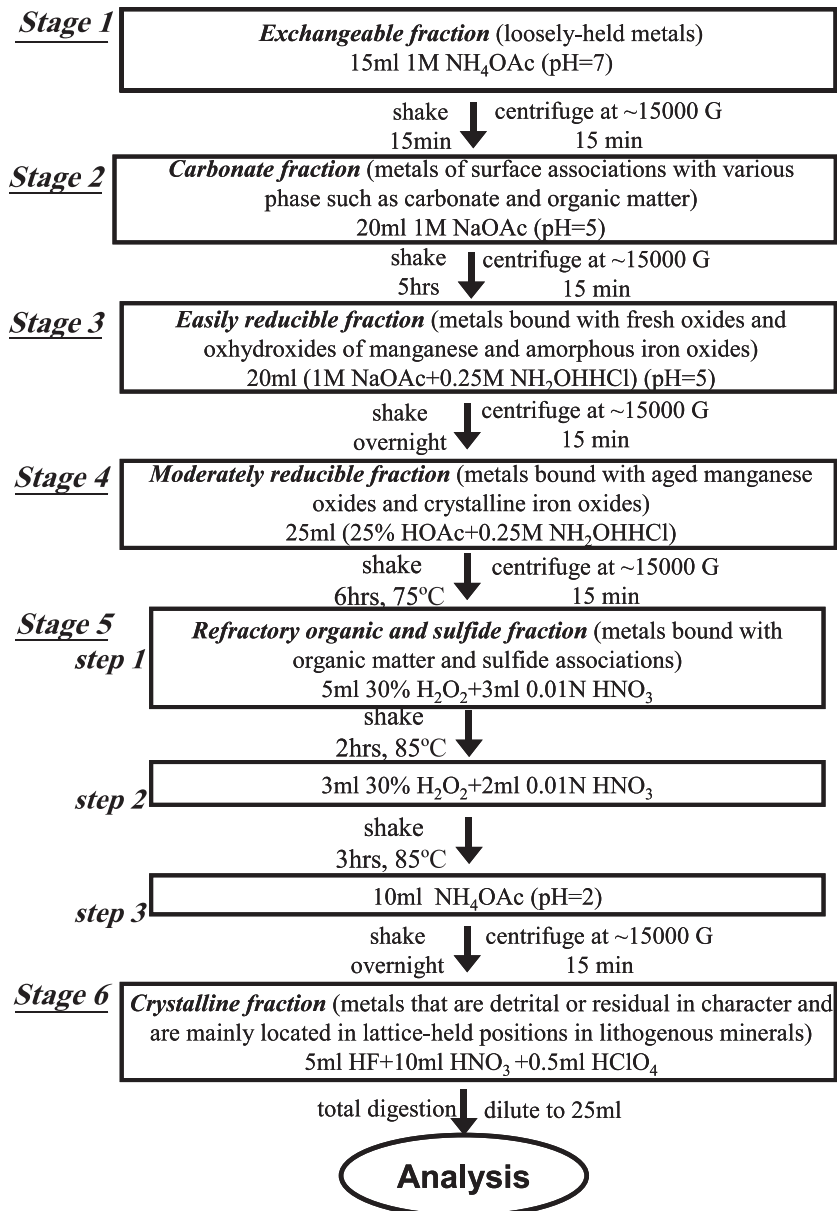 Stage 1
Exchangeable fraction (loosely-held metals)
15ml 1M NH₄OAc (pH=7)
shake centrifuge at ~15000 G
15min 15 min
Stage 2
Carbonate fraction (metals of surface associations with various
phase such as carbonate and organic matter)
20ml 1M NaOAc (pH=5)
shake centrifuge at ~15000 G
5hrs 15 min
Stage 3
Easily reducible fraction (metals bound with fresh oxides and
oxhydroxides of manganese and amorphous iron oxides)
20ml (1M NaOAc+0.25M NH₂OHHCl) (pH=5)
shake centrifuge at ~15000 G
overnight 15 min
Stage 4
Moderately reducible fraction (metals bound with aged manganese
oxides and crystalline iron oxides)
25ml (25% HOAc+0.25M NH₂OHHCl)
shake centrifuge at ~15000 G
6hrs, 75ºC 15 min
Stage 5
step 1
Refractory organic and sulfide fraction (metals bound with
organic matter and sulfide associations)
5ml 30% H₂O₂+3ml 0.01N HNO₃
shake
2hrs, 85ºC
step 2
3ml 30% H₂O₂+2ml 0.01N HNO₃
shake
3hrs, 85ºC
step 3
10ml NH₄OAc (pH=2)
shake centrifuge at ~15000 G
overnight 15 min
Stage 6
Crystalline fraction (metals that are detrital or residual in character and
are mainly located in lattice-held positions in lithogenous minerals)
5ml HF+10ml HNO₃ +0.5ml HClO₄
total digestion dilute to 25ml
Analysis